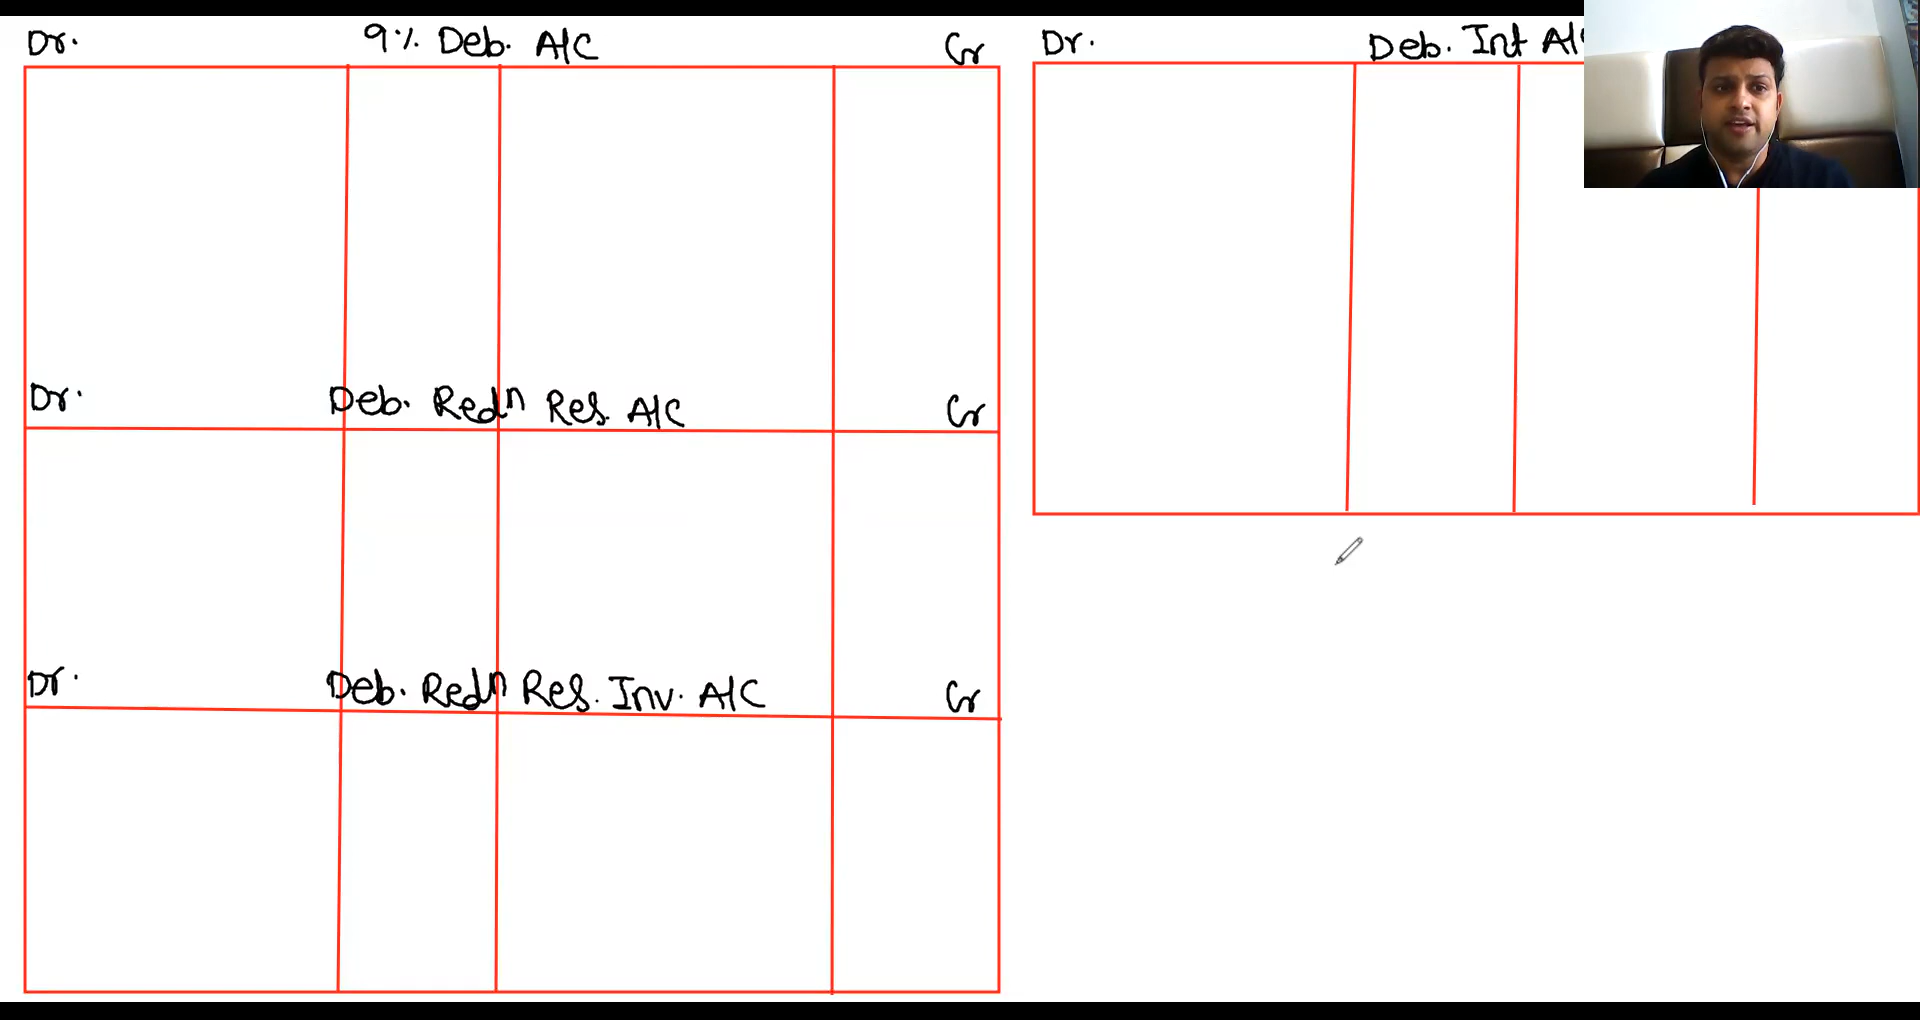 Dr. 9% Deb. A/C Cr
Dr. Deb. Int A/
Dr. Deb. Redn Res. A/C Cr
Dr. Deb. Redn Res. Inv. A/C Cr